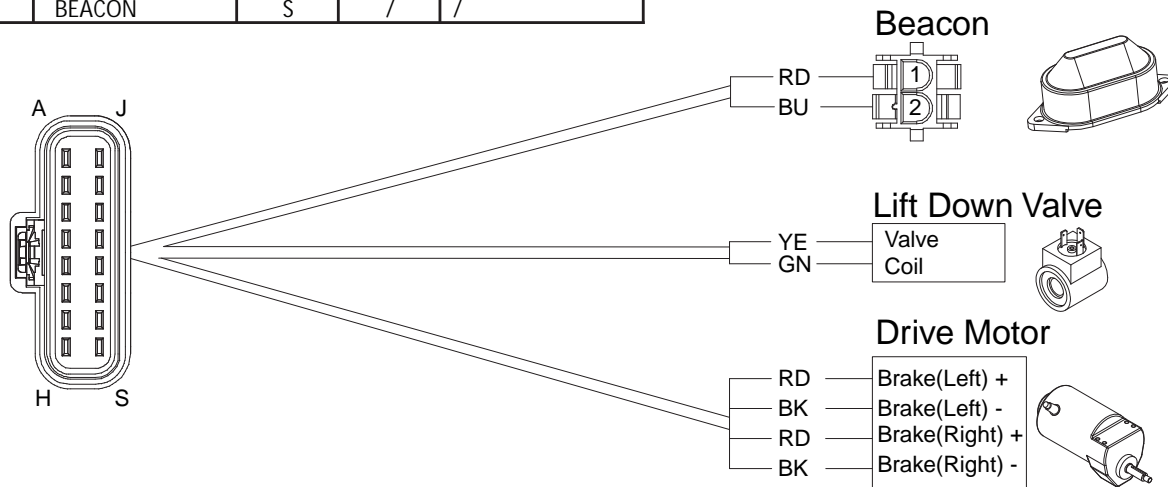 BEACON S / /
Beacon
RD 1
BU 2
A J
Lift Down Valve
YE Valve
GN Coil
Drive Motor
RD Brake(Left) +
H S
BK Brake(Left) -
RD Brake(Right) +
BK Brake(Right) -